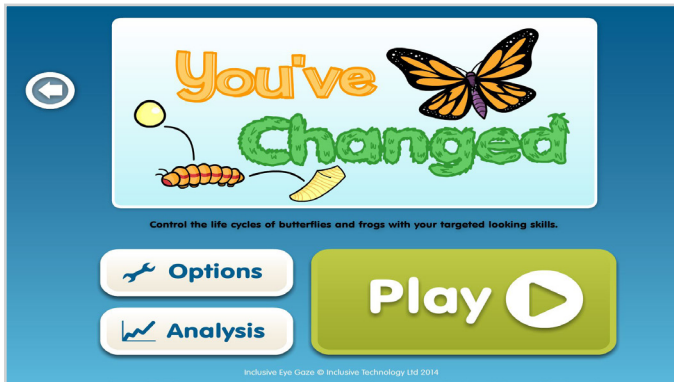 You've
Changed
Control the life cycles of butterflies and frogs with your targeted looking skills.
Options
Play
Analysis
Inclusive Eye Gaze © Inclusive Technology Ltd 2014